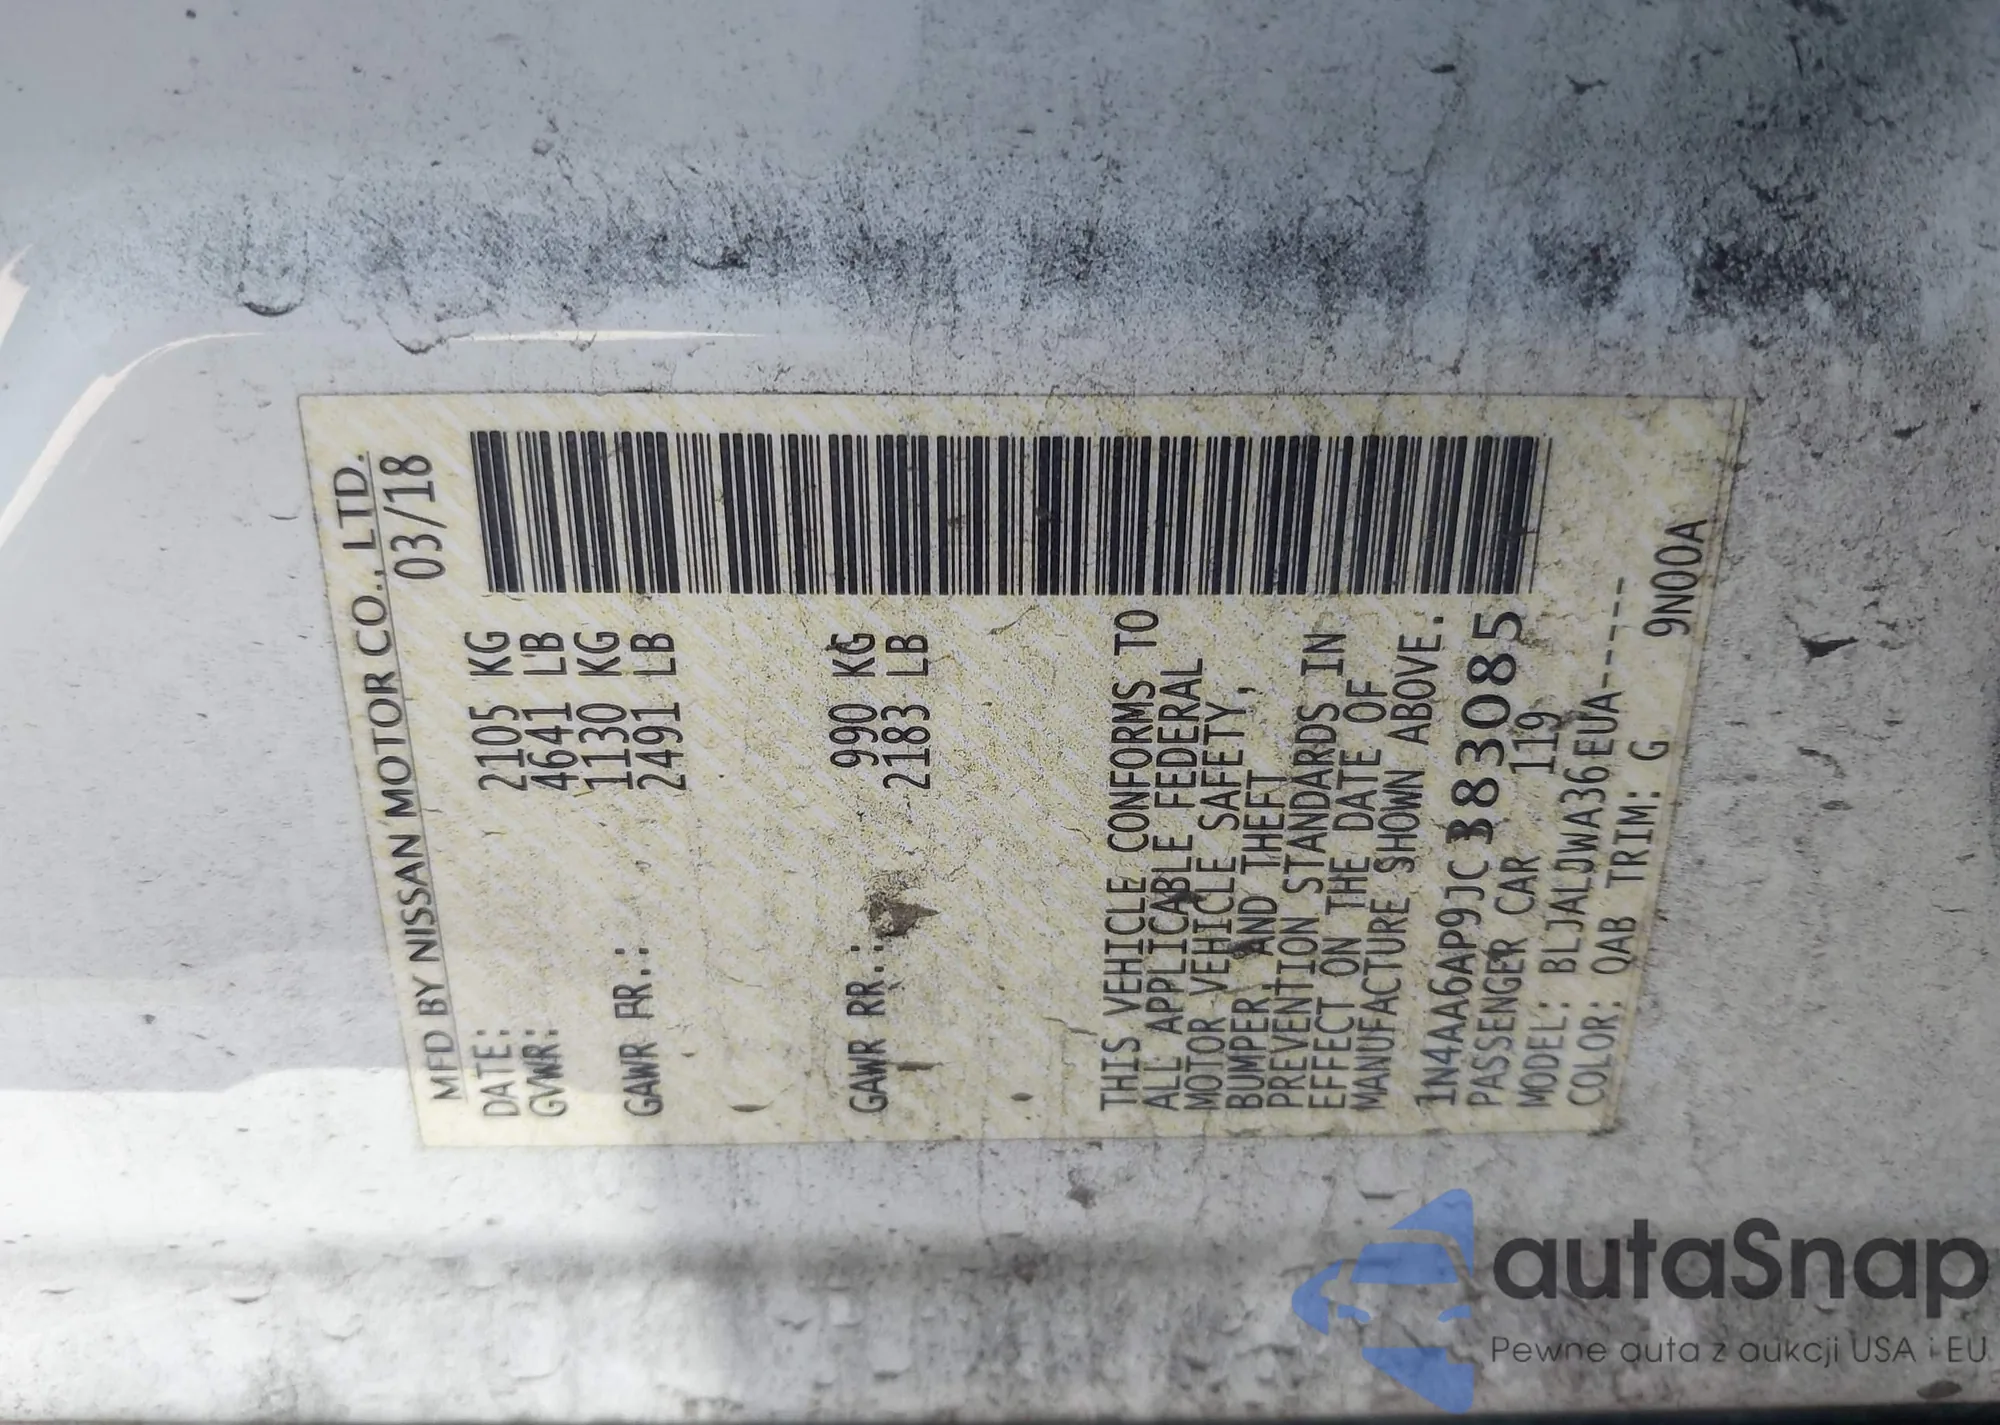 MFD BY NISSAN MOTOR CO., LTD.
DATE: 03/18
GVWR: 2105 KG
4641 LB
GAWR FR.: 1130 KG
2491 LB
GAWR RR.: 990 KG
2183 LB
THIS VEHICLE CONFORMS TO
ALL APPLICABLE FEDERAL
MOTOR VEHICLE SAFETY,
BUMPER, AND THEFT
PREVENTION STANDARDS IN
EFFECT ON THE DATE OF
MANUFACTURE SHOWN ABOVE.
1N4AA6AP9JC383085
PASSENGER CAR 119
MODEL: BLJALJWA36EUA-----
COLOR: QAB TRIM: G 9N00A
autaSnap
Pewne auta z aukcji USA i EU